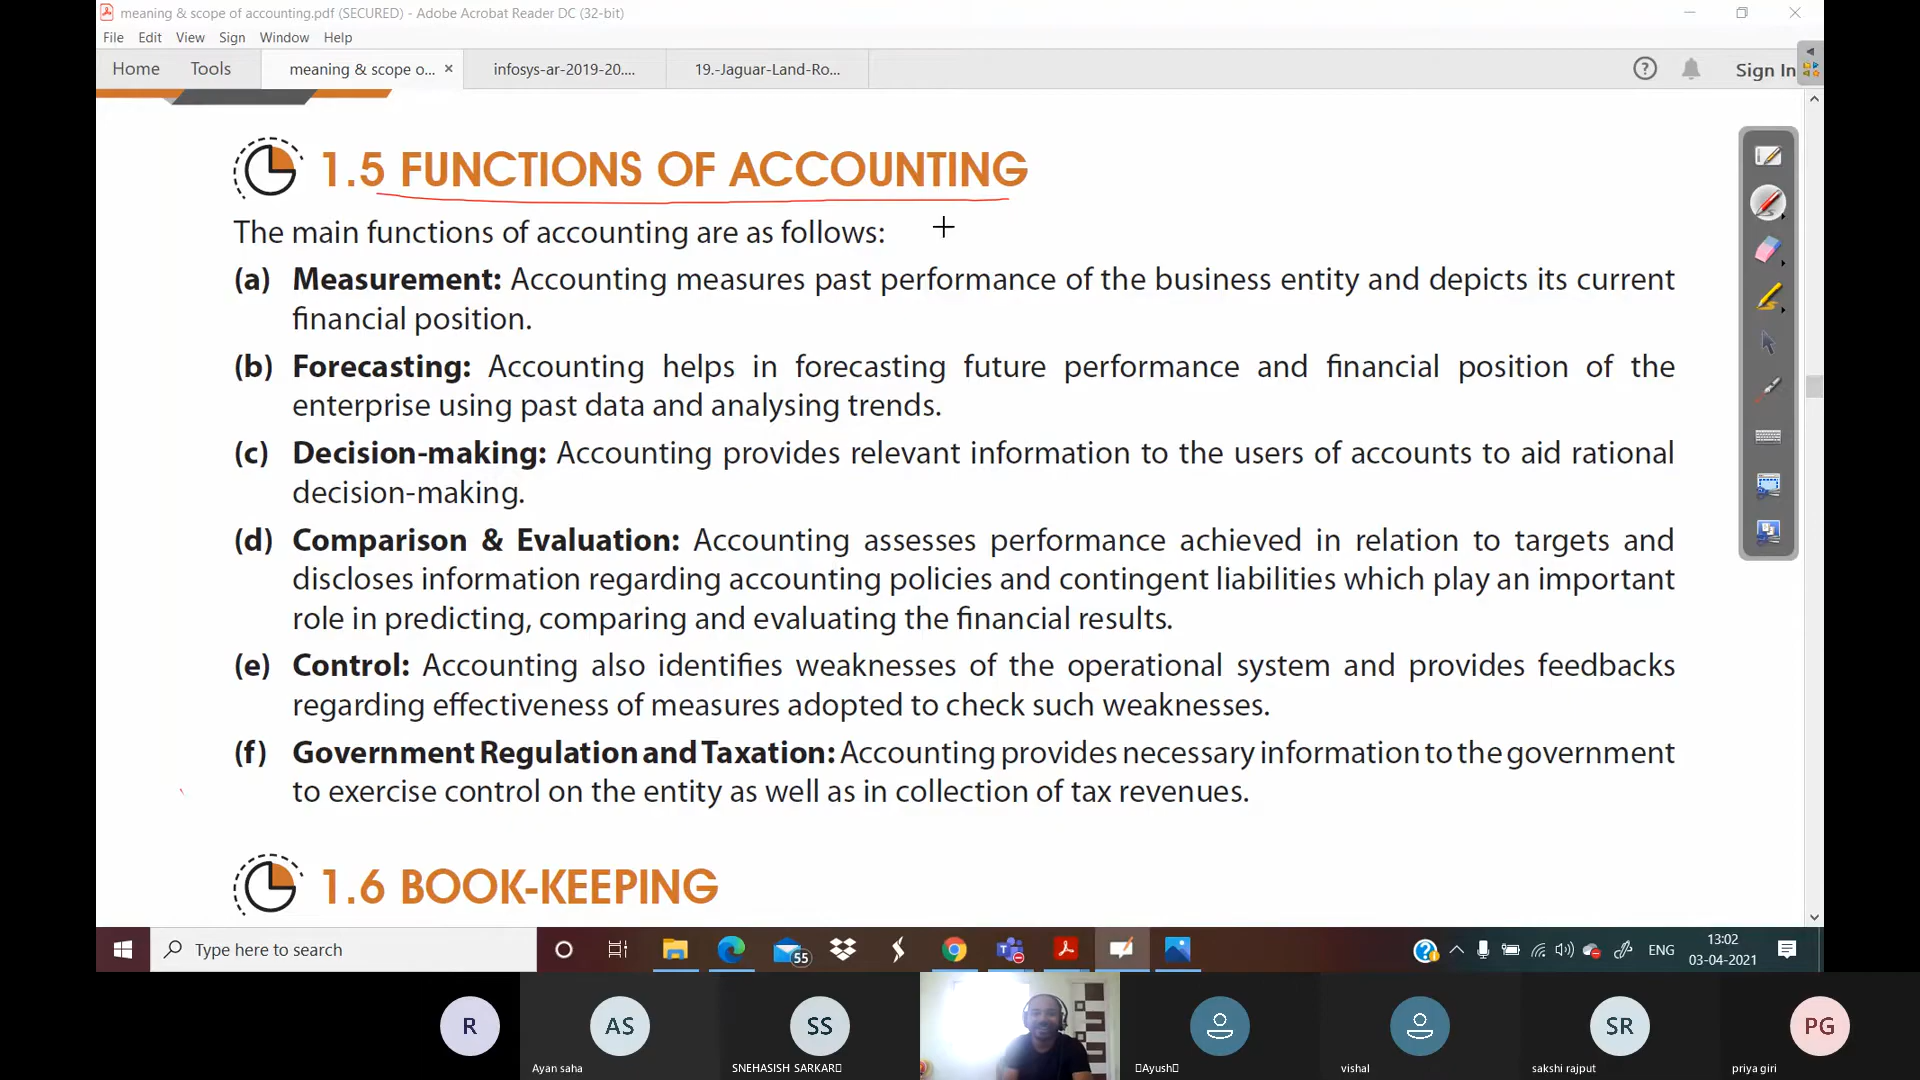 meaning & scope of accounting.pdf (SECURED) - Adobe Acrobat Reader DC (32-bit)
File Edit View Sign Window Help
Home Tools meaning & scope o... × infosys-ar-2019-20.... 19.-Jaguar-Land-Ro... Sign In
1.5 FUNCTIONS OF ACCOUNTING
The main functions of accounting are as follows:
(a) Measurement: Accounting measures past performance of the business entity and depicts its current
financial position.
(b) Forecasting: Accounting helps in forecasting future performance and financial position of the
enterprise using past data and analysing trends.
(c) Decision-making: Accounting provides relevant information to the users of accounts to aid rational
decision-making.
(d) Comparison & Evaluation: Accounting assesses performance achieved in relation to targets and
discloses information regarding accounting policies and contingent liabilities which play an important
role in predicting, comparing and evaluating the financial results.
(e) Control: Accounting also identifies weaknesses of the operational system and provides feedbacks
regarding effectiveness of measures adopted to check such weaknesses.
(f) Government Regulation and Taxation: Accounting provides necessary information to the government
to exercise control on the entity as well as in collection of tax revenues.
1.6 BOOK-KEEPING
Type here to search 55 ENG 13:02
03-04-2021
R AS SS SR PG
Ayan saha SNEHASISH SARKAR Ayush vishal sakshi rajput priya giri